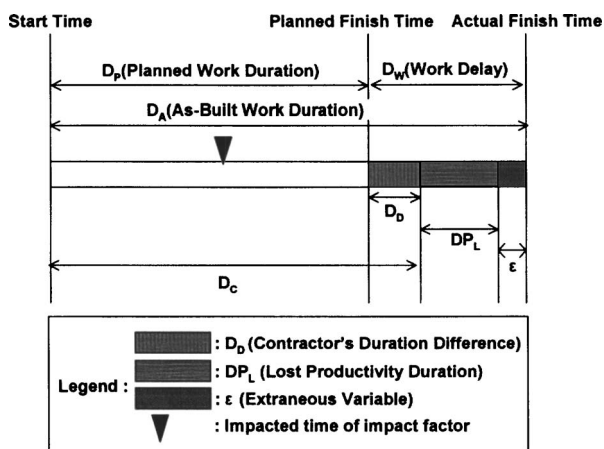 Start Time Planned Finish Time Actual Finish Time
D_P(Planned Work Duration) D_W(Work Delay)
D_A(As-Built Work Duration)
D_D
DP_L
ε
D_C
Legend :
: D_D (Contractor's Duration Difference)
: DP_L (Lost Productivity Duration)
: ε (Extraneous Variable)
: Impacted time of impact factor